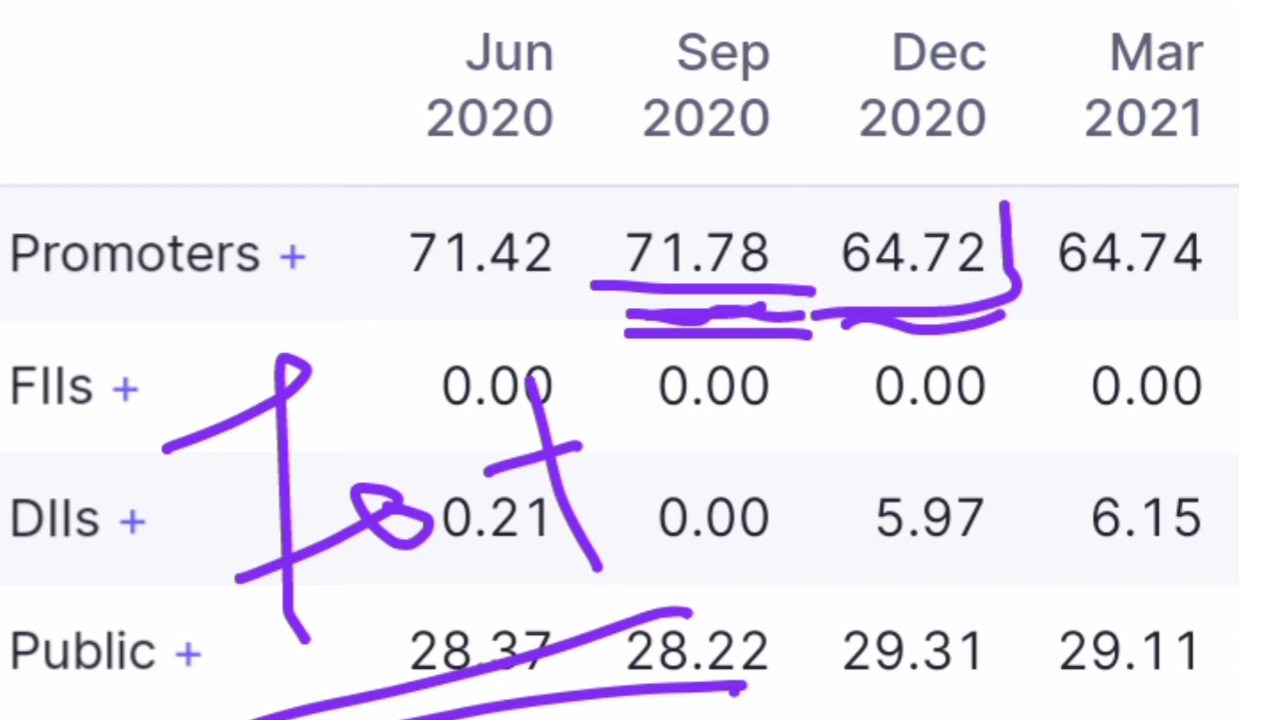 Jun Sep Dec Mar
2020 2020 2020 2021
Promoters + 71.42 71.78 64.72 64.74
FIIs + 0.00 0.00 0.00 0.00
DIIs + 0.21 0.00 5.97 6.15
Public + 28.37 28.22 29.31 29.11